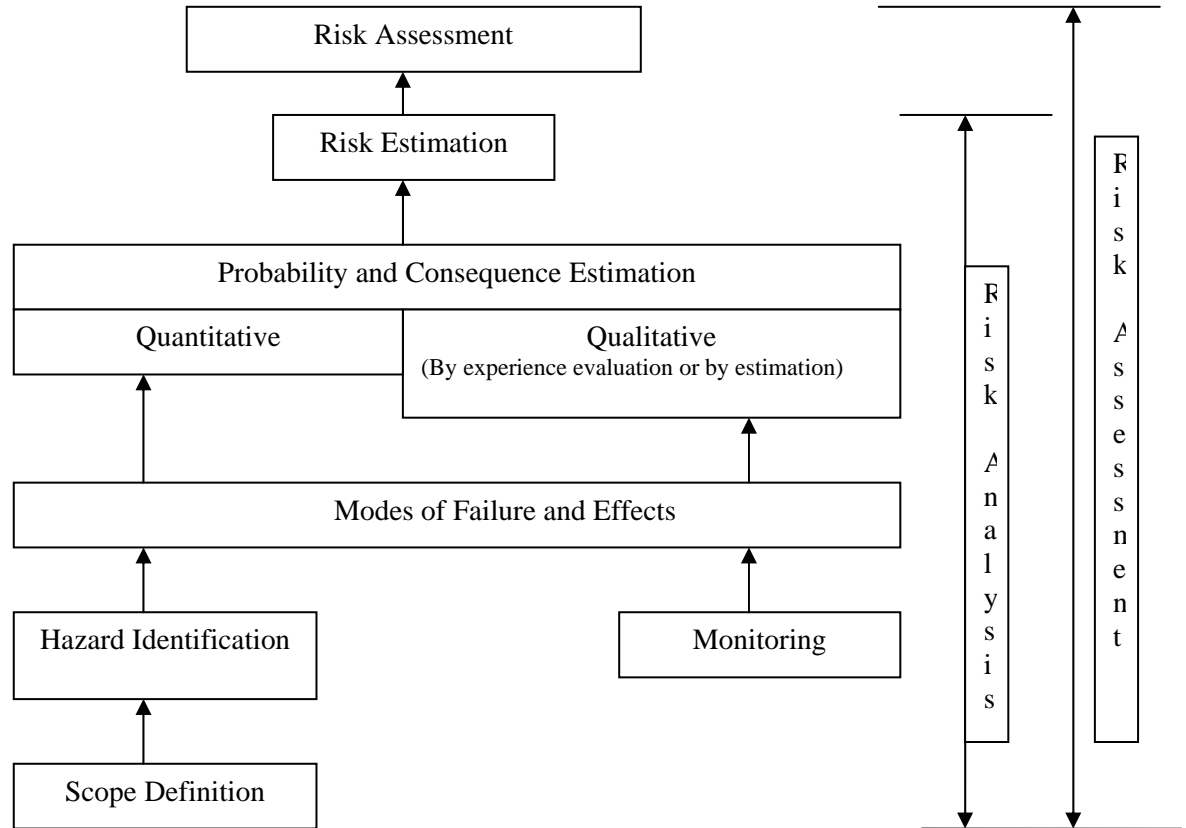 Risk Assessment
Risk Estimation
Probability and Consequence Estimation
Quantitative
Qualitative
(By experience evaluation or by estimation)
Modes of Failure and Effects
Hazard Identification
Monitoring
Scope Definition
Risk Analysis
Risk Assessment